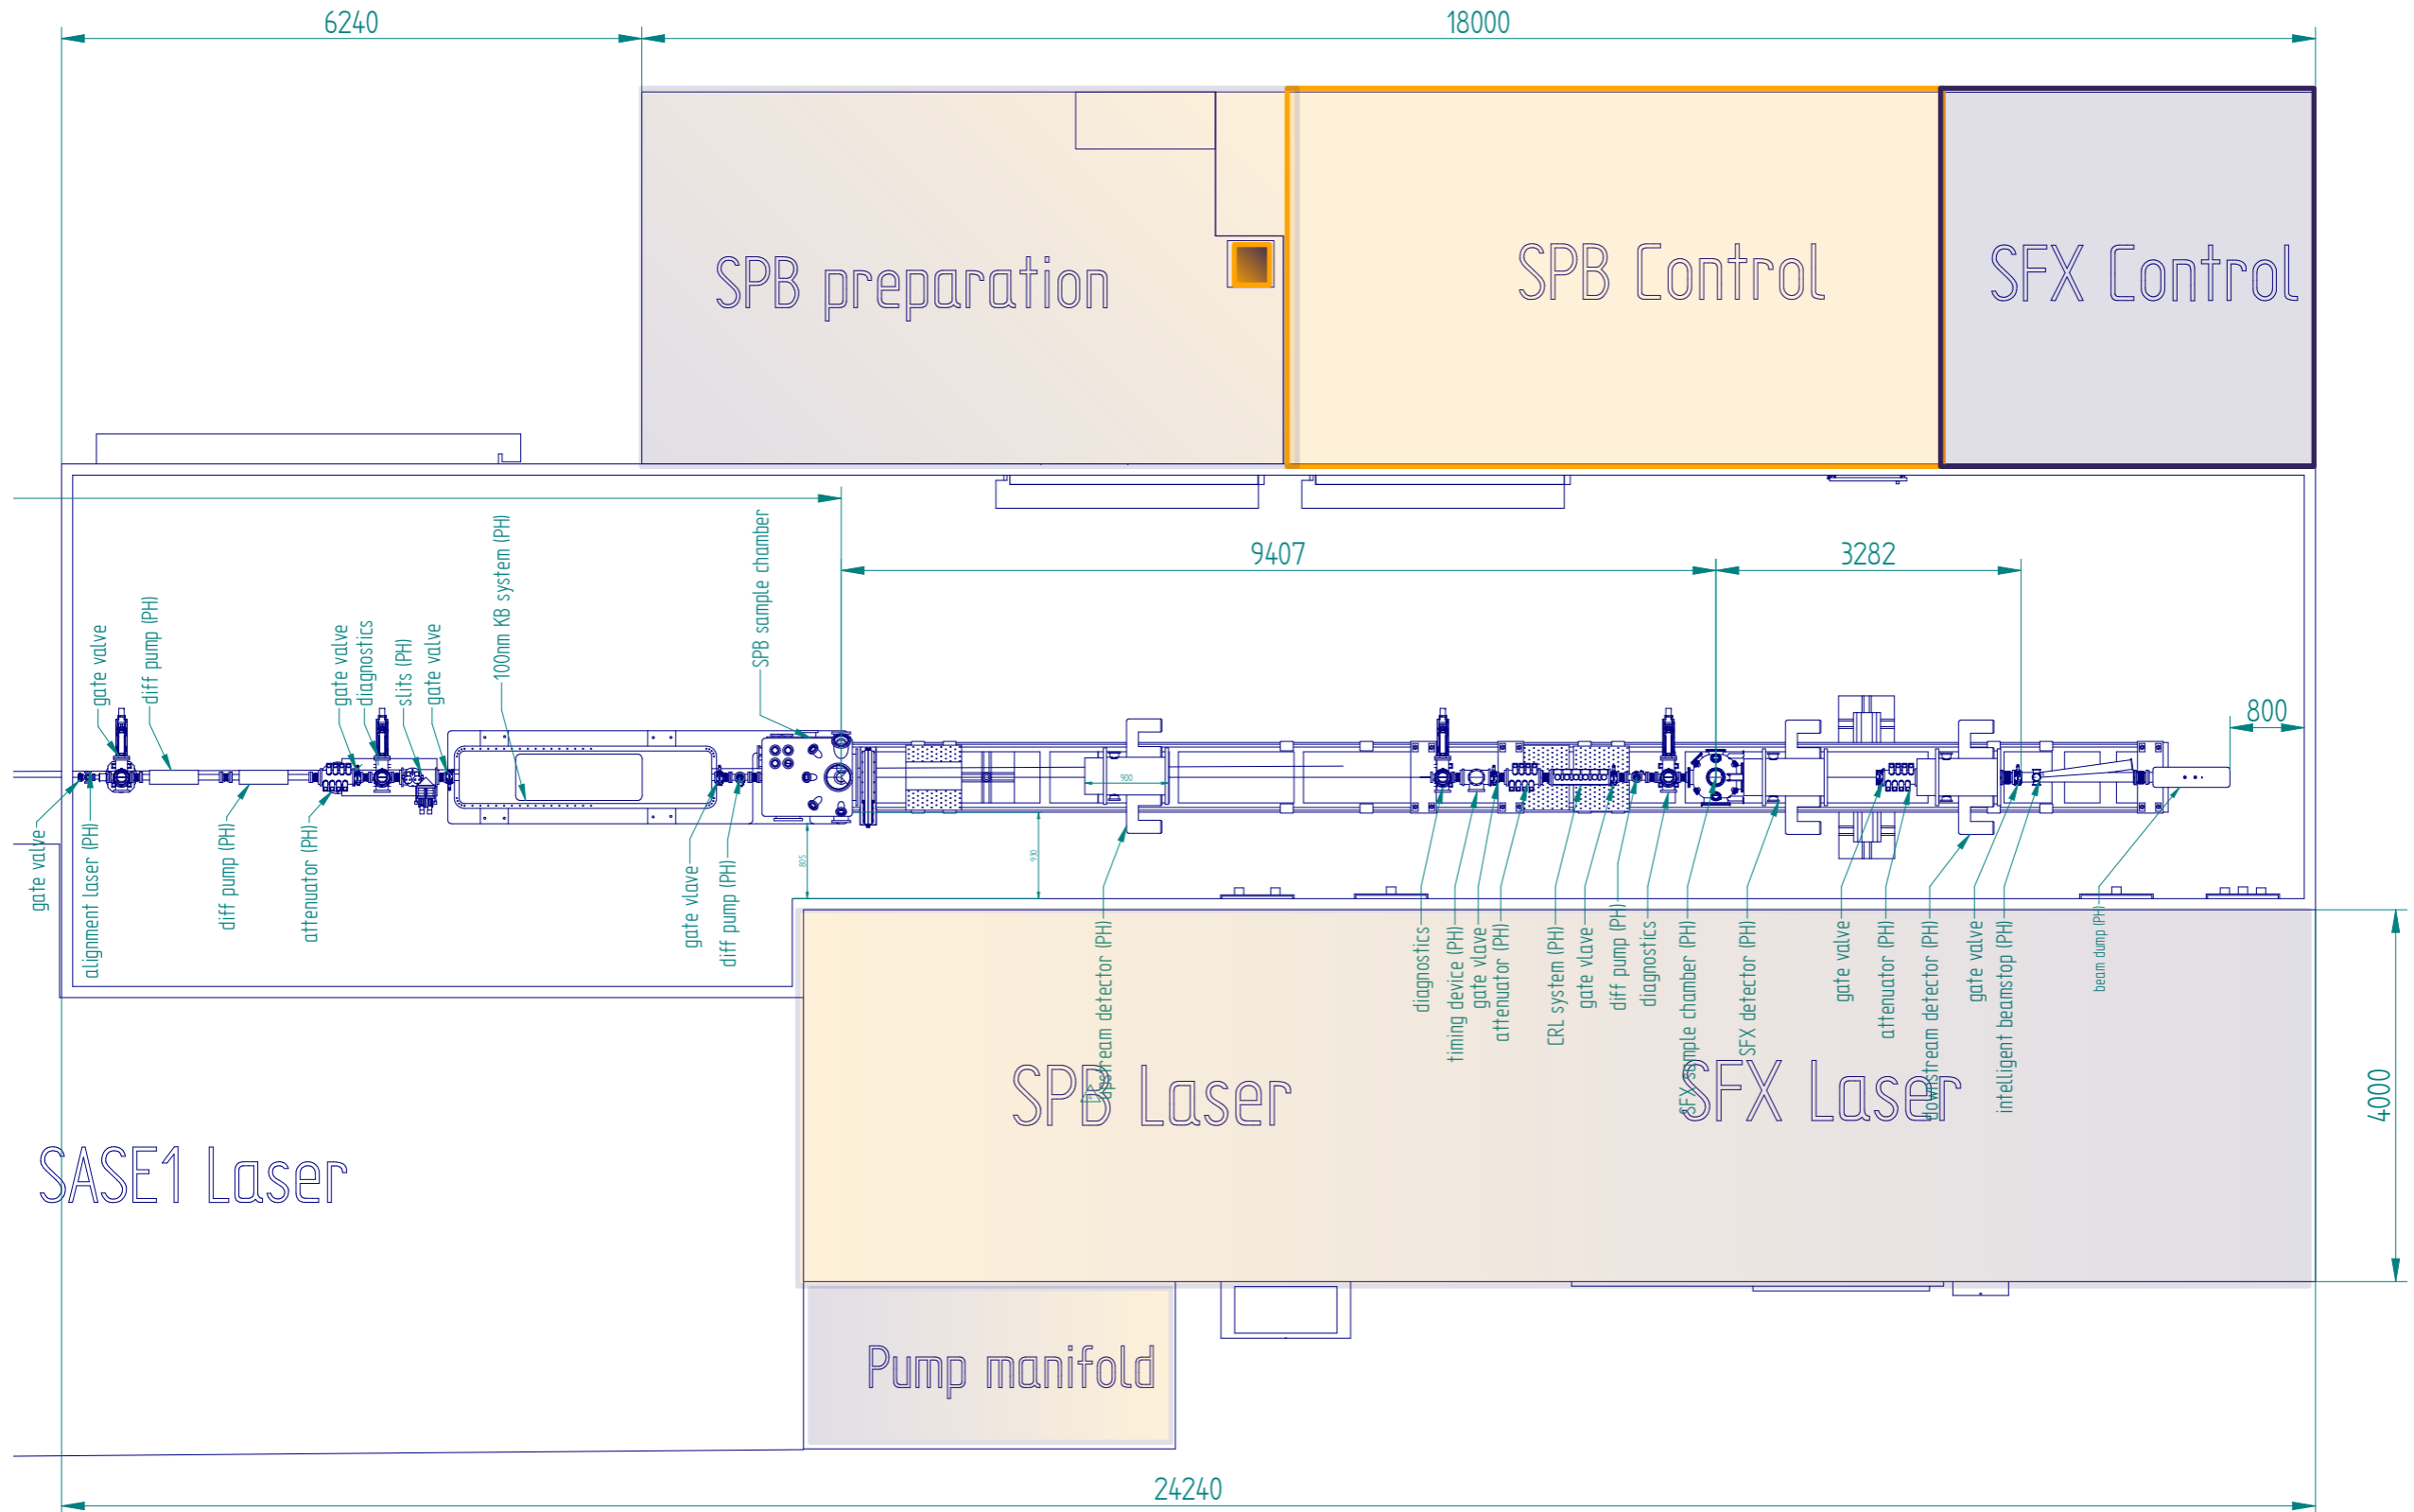 6240
18000
SPB preparation
SPB Control
SFX Control
9407
3282
800
gate valve
diff pump (PH)
gate valve
diagnostics
slits (PH)
gate valve
100nm KB system (PH)
SPB sample chamber
900
805
930
gate valve
alignment laser (PH)
diff pump (PH)
attenuator (PH)
gate vlave
diff pump (PH)
upstream detector (PH)
diagnostics
timing device (PH)
gate vlave
attenuator (PH)
CRL system (PH)
gate vlave
diff pump (PH)
diagnostics
SFX sample chamber (PH)
SFX detector (PH)
gate valve
attenuator (PH)
downstream detector (PH)
gate valve
intelligent beamstop (PH)
beam dump (PH)
SPB Laser
SFX Laser
4000
SASE1 Laser
Pump manifold
24240